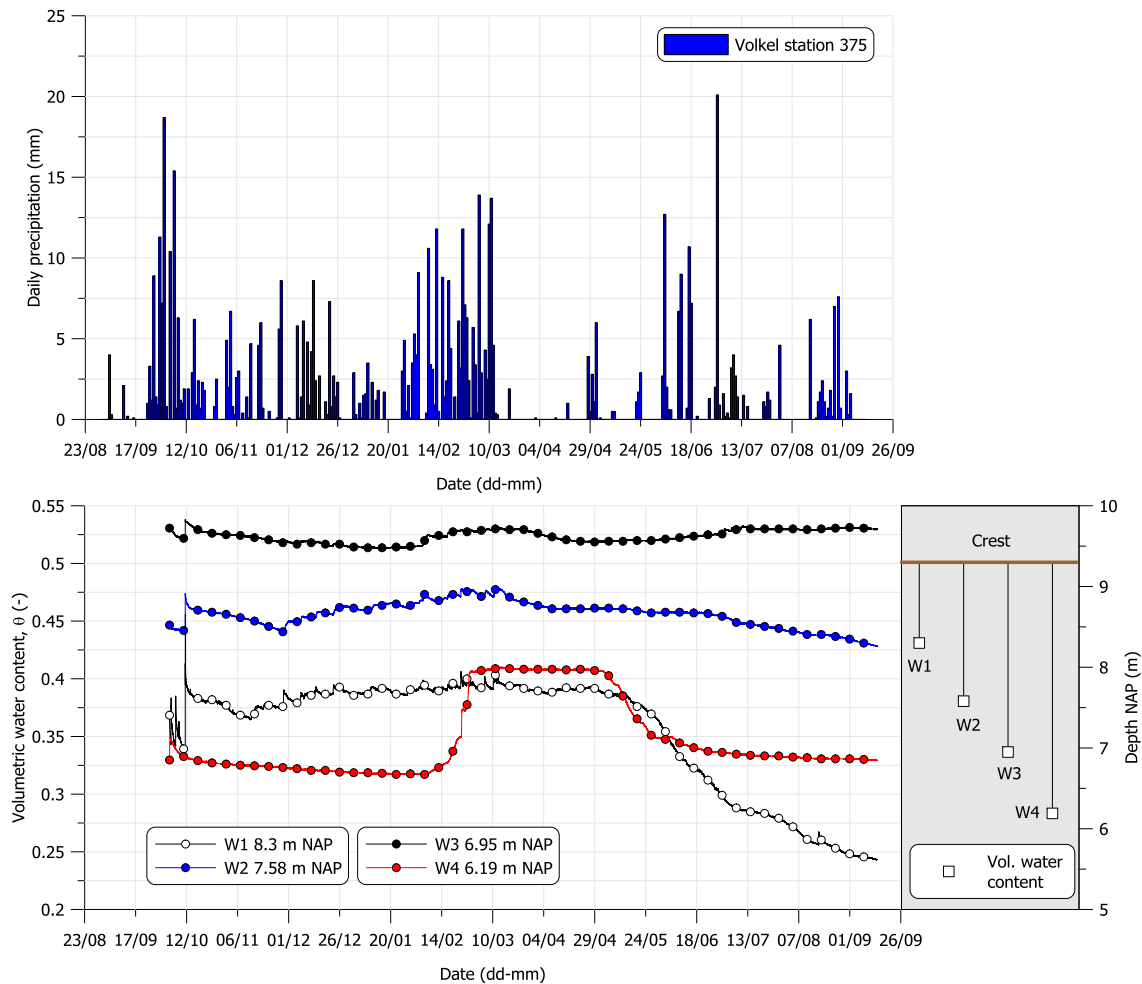 25
20
15
10
5
0
Daily precipitation (mm)
Volkel station 375
23/08 17/09 12/10 06/11 01/12 26/12 20/01 14/02 10/03 04/04 29/04 24/05 18/06 13/07 07/08 01/09 26/09
Date (dd-mm)
0.55
0.5
0.45
0.4
0.35
0.3
0.25
0.2
Volumetric water content, θ (-)
W1 8.3 m NAP
W2 7.58 m NAP
W3 6.95 m NAP
W4 6.19 m NAP
23/08 17/09 12/10 06/11 01/12 26/12 20/01 14/02 10/03 04/04 29/04 24/05 18/06 13/07 07/08 01/09 26/09
Date (dd-mm)
Crest
W1
W2
W3
W4
Vol. water
content
10
9
8
7
6
5
Depth NAP (m)